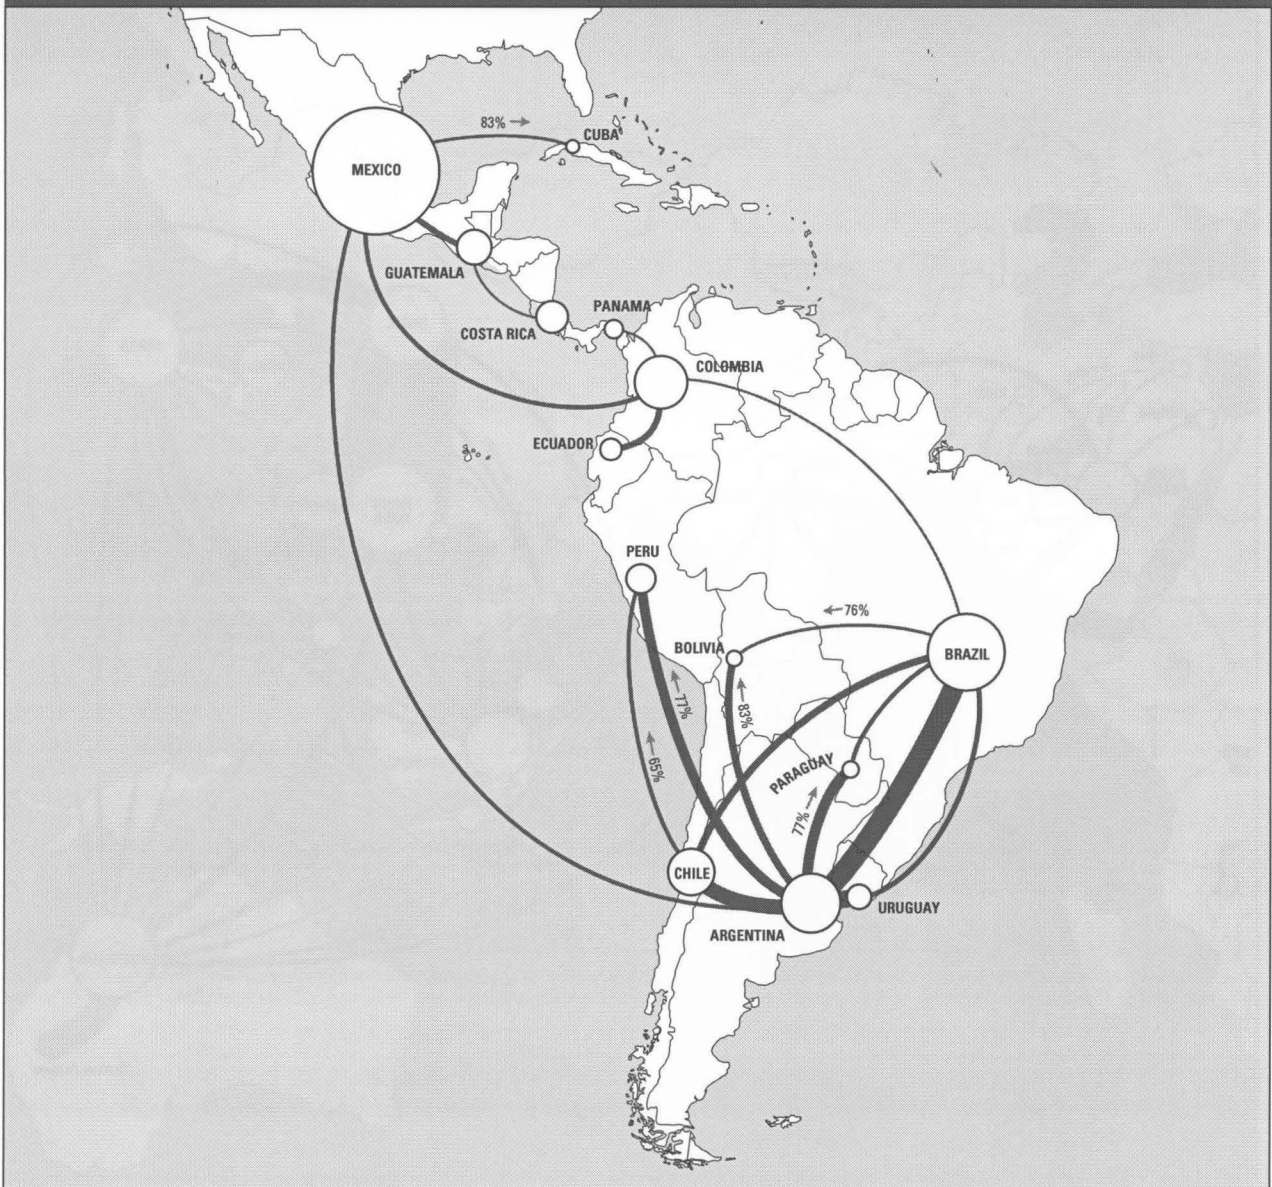 83% →
CUBA
MEXICO
GUATEMALA
PANAMA
COSTA RICA
COLOMBIA
ECUADOR
PERU
← 76%
BOLIVIA
BRAZIL
← 77%
← 83%
← 65%
PARAGUAY
77% →
CHILE
URUGUAY
ARGENTINA